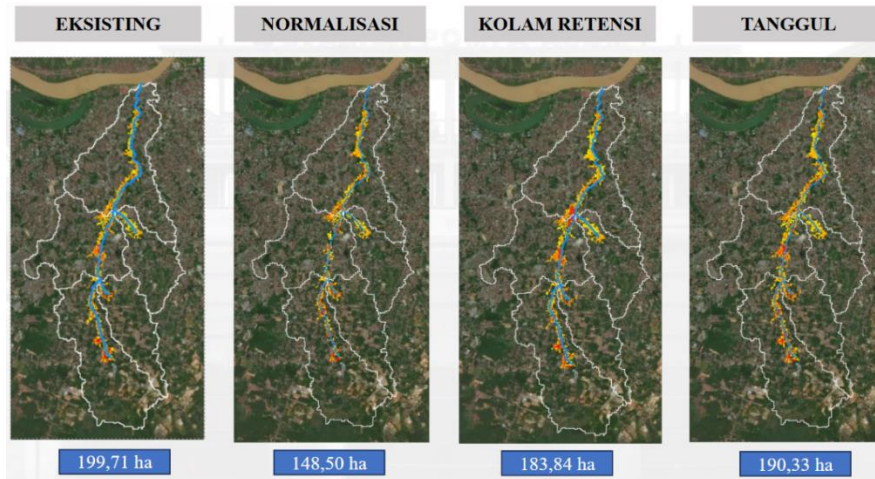 EKSISTING
NORMALISASI
KOLAM RETENSI
TANGGUL
199,71 ha
148,50 ha
183,84 ha
190,33 ha